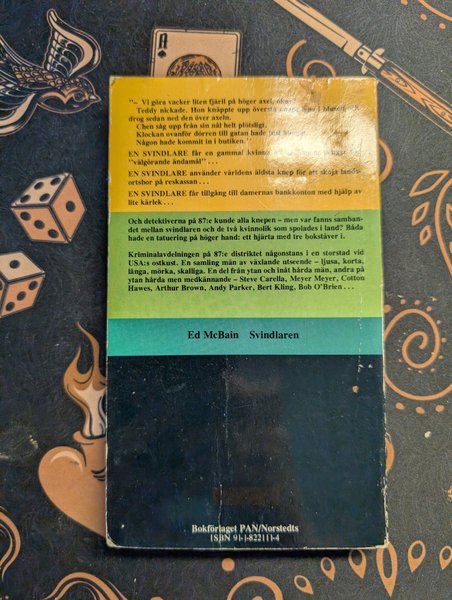 "– Vi göra vacker liten fjäril på höger axel, okay?"
Teddy nickade. Hon knäppte upp översta knappen i blusen och
drog sedan ned den över axeln.
Chen såg upp från sin nål helt plötsligt.
Klockan ovanför dörren till gatan hade just
Någon hade kommit in i butiken."
EN SVINDLARE får en gammal
"välgörande ändamål" . . .
EN SVINDLARE använder världens äldsta knep för att skoja lands-
ortsbor på reskassan . . .
EN SVINDLARE får tillgång till damernas bankkonton med hjälp av
lite kärlek . . .
Och detektiverna på 87:e kunde alla knepen – men var fanns samban-
det mellan svindlaren och de två kvinnolik som spolades i land? Båda
hade en tatuering på höger hand: ett hjärta med tre bokstäver i.
Kriminalavdelningen på 87:e distriktet någonstans i en storstad vid
USA:s ostkust. En samling män av växlande utseende – ljusa, korta,
långa, mörka, skalliga. En del från ytan och inåt hårda män, andra på
ytan hårda men medkännande – Steve Carella, Meyer Meyer, Cotton
Hawes, Arthur Brown, Andy Parker, Bert Kling, Bob O'Brien . . .
Ed McBain Svindlaren
Bokförlaget PAN/Norstedts
ISBN 91-1-822111-4